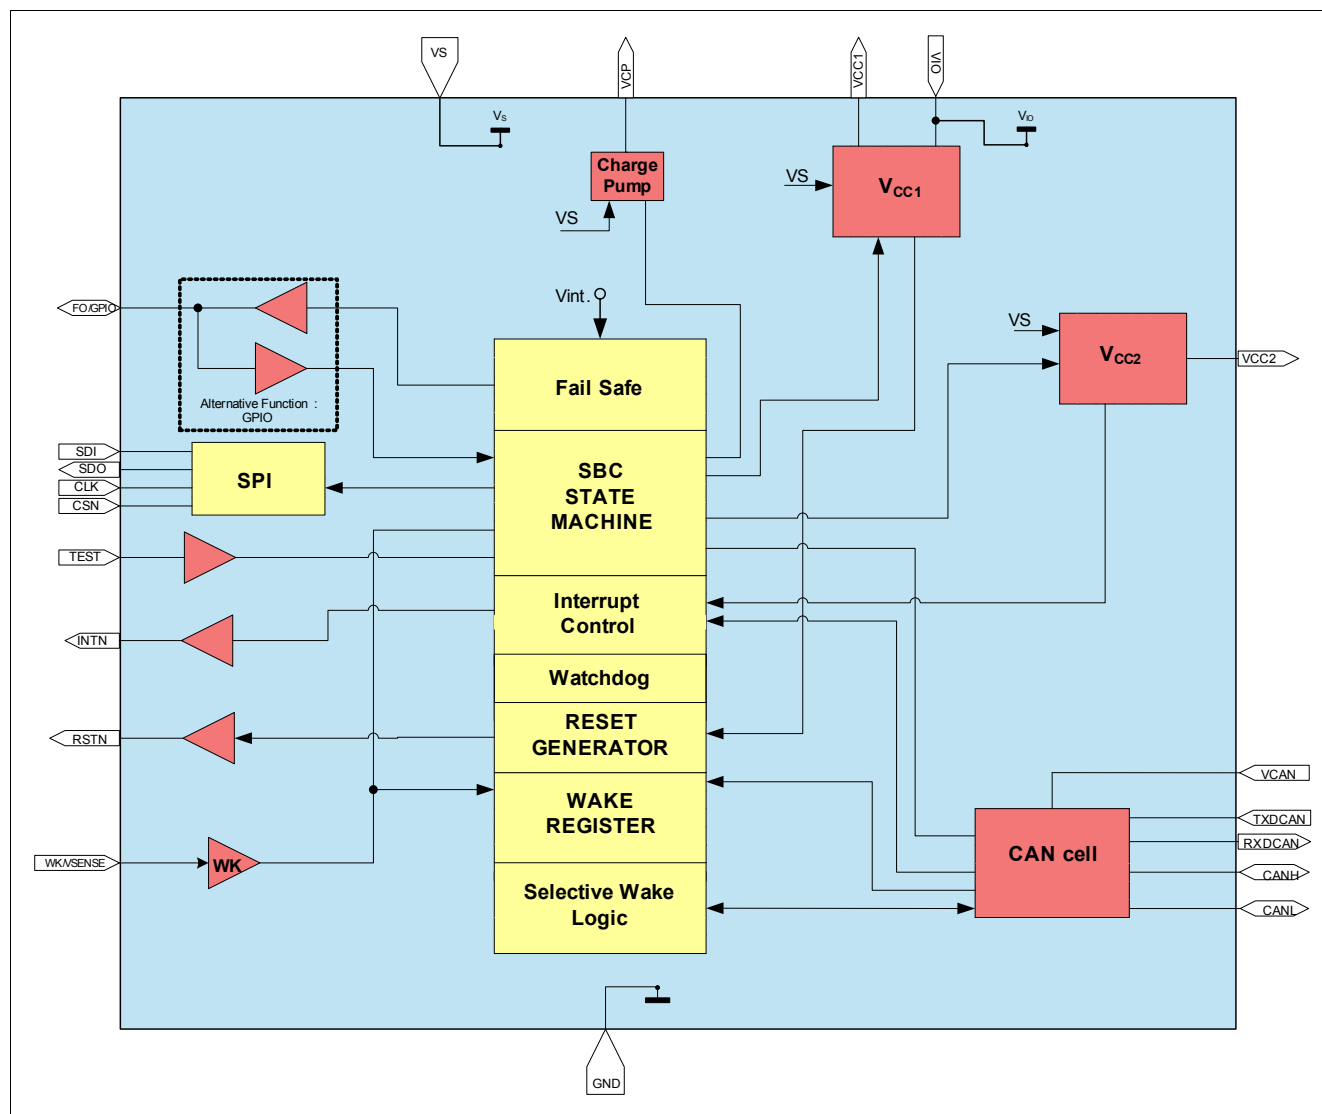 VS
VCP
VCC1
VIO
VS
VIO
Charge
Pump
VS
VCC1
VS
FO/GPIO
Vint.
VS
VCC2
VCC2
Alternative Function :
GPIO
Fail Safe
SDI
SDO
CLK
CSN
SPI
SBC
STATE
MACHINE
TEST
Interrupt
Control
INTN
Watchdog
RSTN
RESET
GENERATOR
VCAN
WAKE
REGISTER
TXDCAN
RXDCAN
CAN cell
WK/VSENSE
WK
CANH
Selective Wake
Logic
CANL
GND